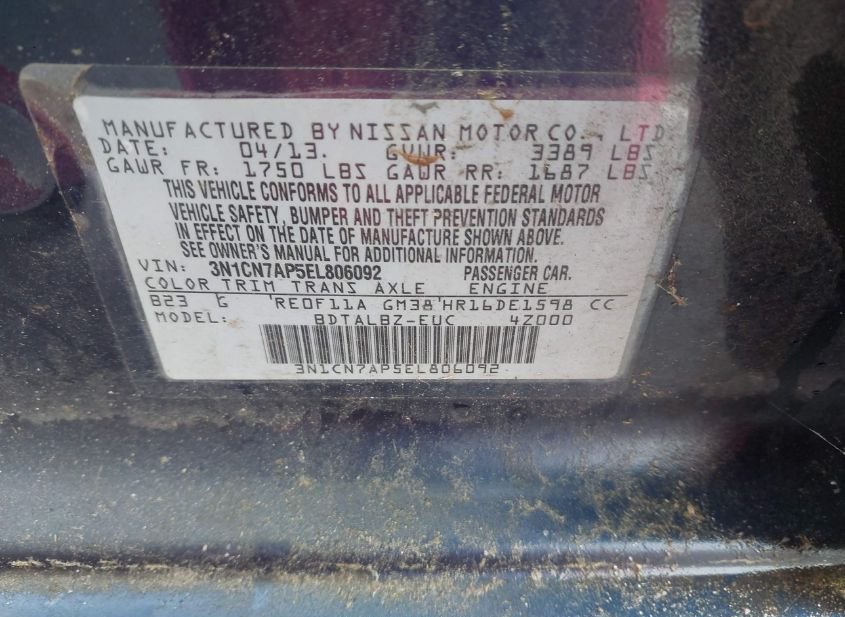 MANUFACTURED BY NISSAN MOTOR CO., LTD
DATE: 04/13. GVWR: 3389 LBS
GAWR FR: 1750 LBS GAWR RR: 1687 LBS
THIS VEHICLE CONFORMS TO ALL APPLICABLE FEDERAL MOTOR
VEHICLE SAFETY, BUMPER AND THEFT PREVENTION STANDARDS
IN EFFECT ON THE DATE OF MANUFACTURE SHOWN ABOVE.
SEE OWNER'S MANUAL FOR ADDITIONAL INFORMATION.
VIN: 3N1CN7AP5EL806092 PASSENGER CAR.
COLOR TRIM TRANS AXLE ENGINE
B23 G RE0F11A GM38 HR16DE1598 CC
MODEL: BDTALBZ-EUC 4Z000
3N1CN7AP5EL806092